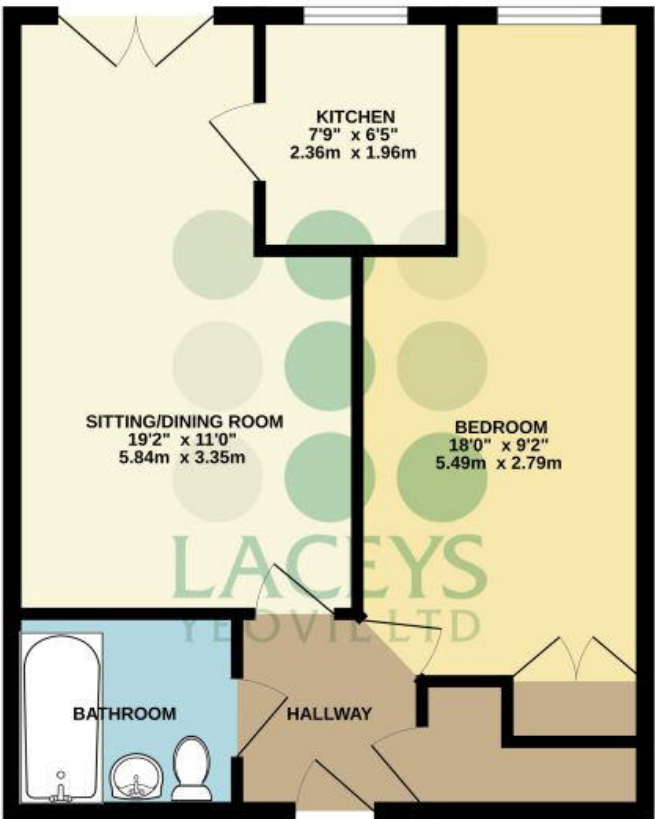 KITCHEN
7'9" x 6'5"
2.36m x 1.96m
SITTING/DINING ROOM
19'2" x 11'0"
5.84m x 3.35m
BEDROOM
18'0" x 9'2"
5.49m x 2.79m
LACEYS
YEOVIL LTD
BATHROOM
HALLWAY